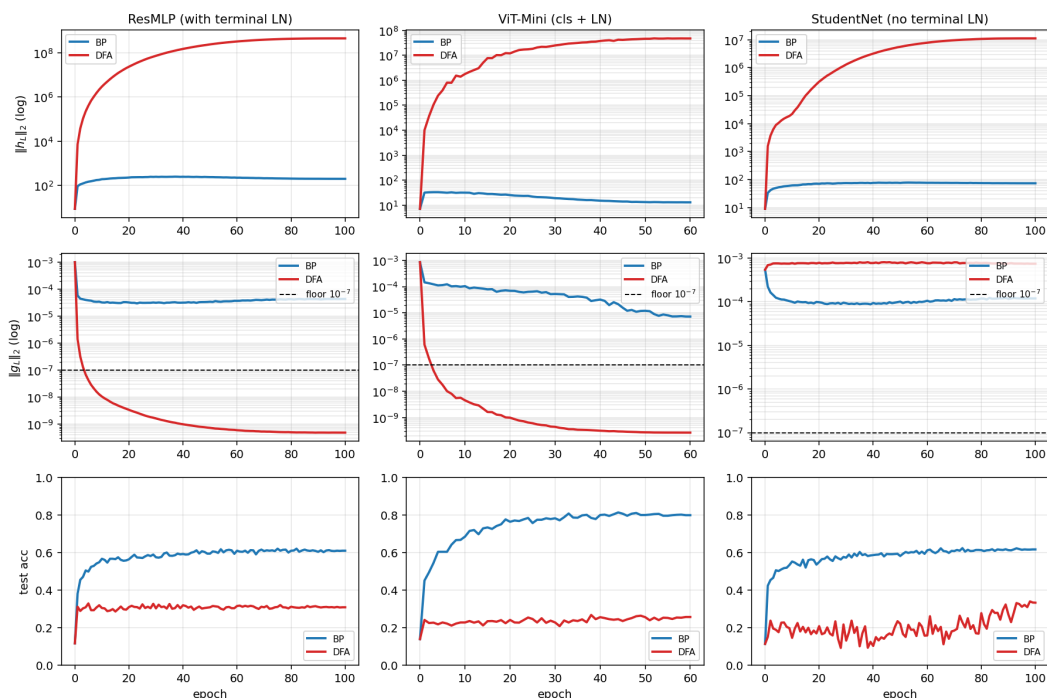 ResMLP (with terminal LN)
ViT-Mini (cls + LN)
StudentNet (no terminal LN)
‖h_L‖₂ (log)
10⁸
10⁶
10⁴
10²
BP
DFA
0 20 40 60 80 100
10⁸
10⁷
10⁶
10⁵
10⁴
10³
10²
10¹
BP
DFA
0 10 20 30 40 50 60
10⁷
10⁶
10⁵
10⁴
10³
10²
10¹
BP
DFA
0 20 40 60 80 100
‖g_L‖₂ (log)
10⁻³
10⁻⁴
10⁻⁵
10⁻⁶
10⁻⁷
10⁻⁸
10⁻⁹
BP
DFA
floor 10⁻⁷
0 20 40 60 80 100
10⁻³
10⁻⁴
10⁻⁵
10⁻⁶
10⁻⁷
10⁻⁸
10⁻⁹
BP
DFA
floor 10⁻⁷
0 10 20 30 40 50 60
10⁻³
10⁻⁴
10⁻⁵
10⁻⁶
10⁻⁷
BP
DFA
floor 10⁻⁷
0 20 40 60 80 100
test acc
1.0
0.8
0.6
0.4
0.2
0.0
BP
DFA
0 20 40 60 80 100
epoch
1.0
0.8
0.6
0.4
0.2
0.0
BP
DFA
0 10 20 30 40 50 60
epoch
1.0
0.8
0.6
0.4
0.2
0.0
BP
DFA
0 20 40 60 80 100
epoch